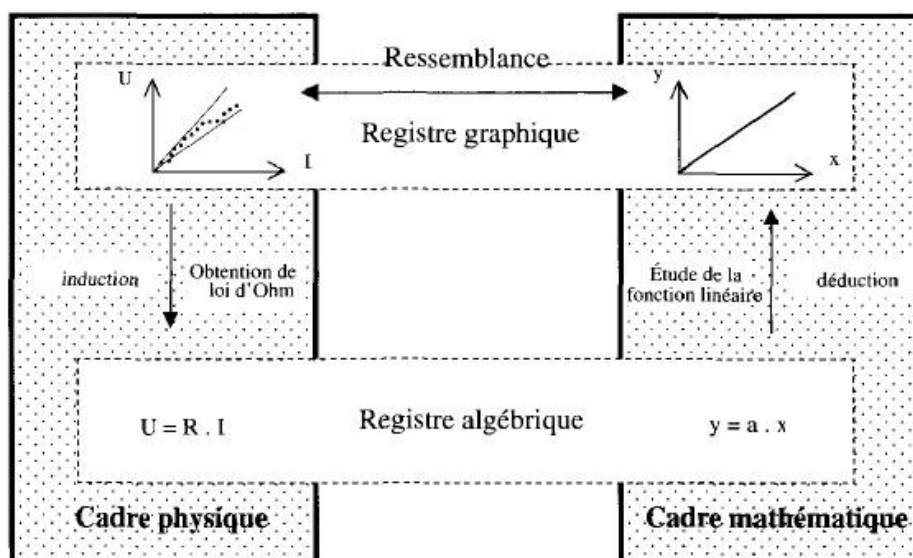 Ressemblance
U
y
Registre graphique
I
x
induction
Obtention de
loi d'Ohm
Étude de la
fonction linéaire
déduction
U = R . I
Registre algébrique
y = a . x
Cadre physique
Cadre mathématique